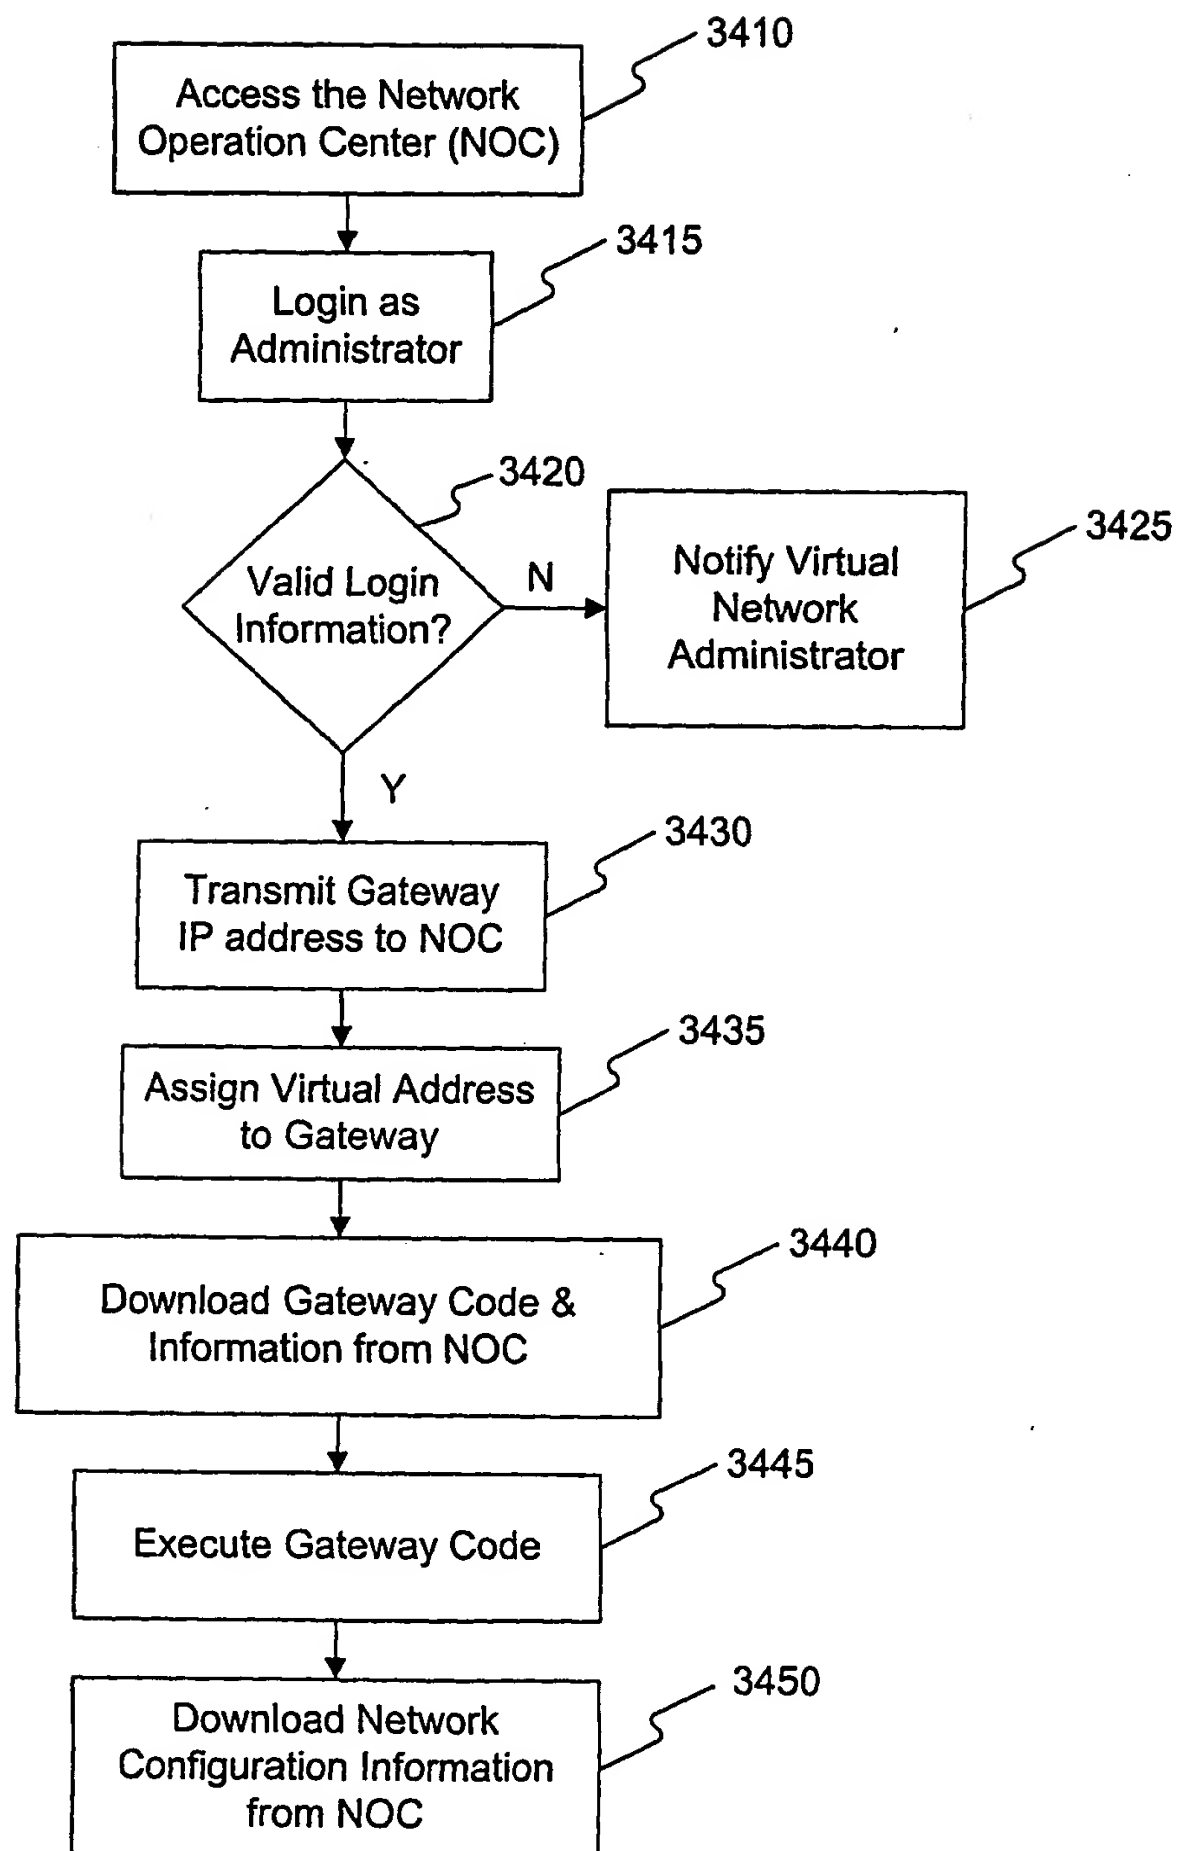 3410
Access the Network
Operation Center (NOC)
3415
Login as
Administrator
3420
Valid Login
Information?
N
3425
Notify Virtual
Network
Administrator
Y
3430
Transmit Gateway
IP address to NOC
3435
Assign Virtual Address
to Gateway
3440
Download Gateway Code &
Information from NOC
3445
Execute Gateway Code
3450
Download Network
Configuration Information
from NOC